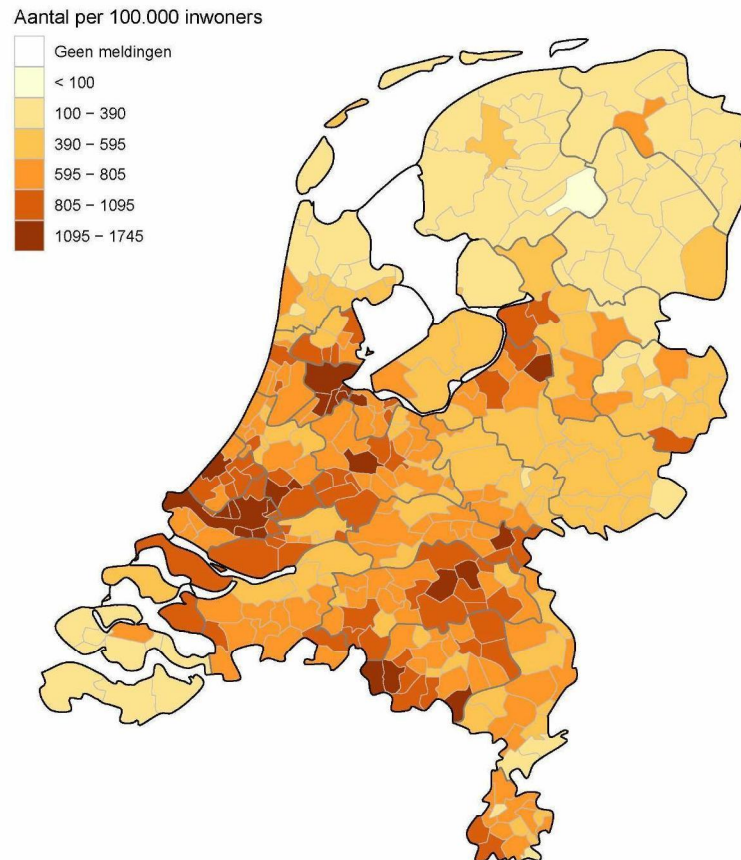 Aantal per 100.000 inwoners
Geen meldingen
< 100
100 – 390
390 – 595
595 – 805
805 – 1095
1095 – 1745